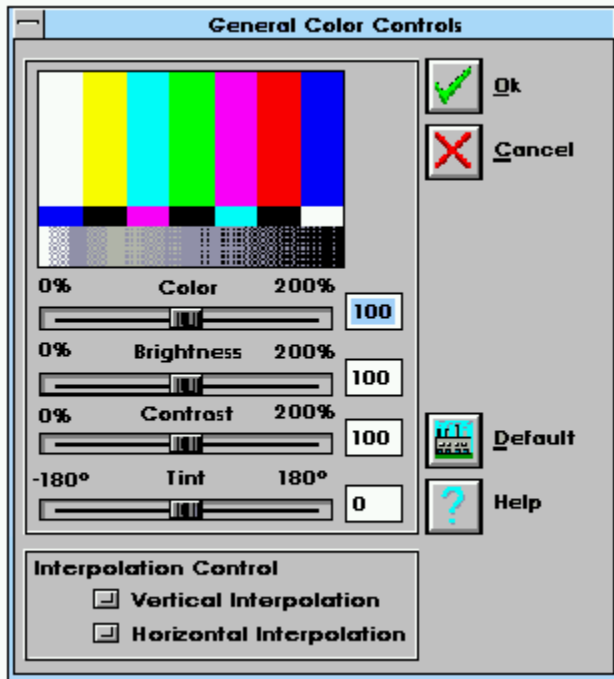 General Color Controls
Ok
Cancel
0% Color 200%
100
0% Brightness 200%
100
0% Contrast 200%
100
-180° Tint 180°
0
Default
Help
Interpolation Control
Vertical Interpolation
Horizontal Interpolation